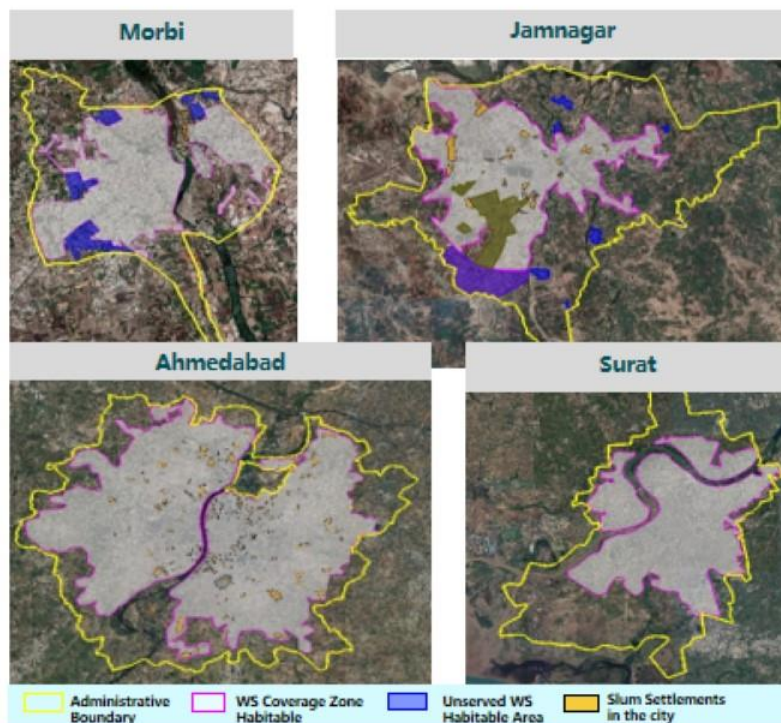 Morbi
Jamnagar
Ahmedabad
Surat
Administrative
Boundary
WS Coverage Zone
Habitable
Unserved WS
Habitable Area
Slum Settlements
in the city